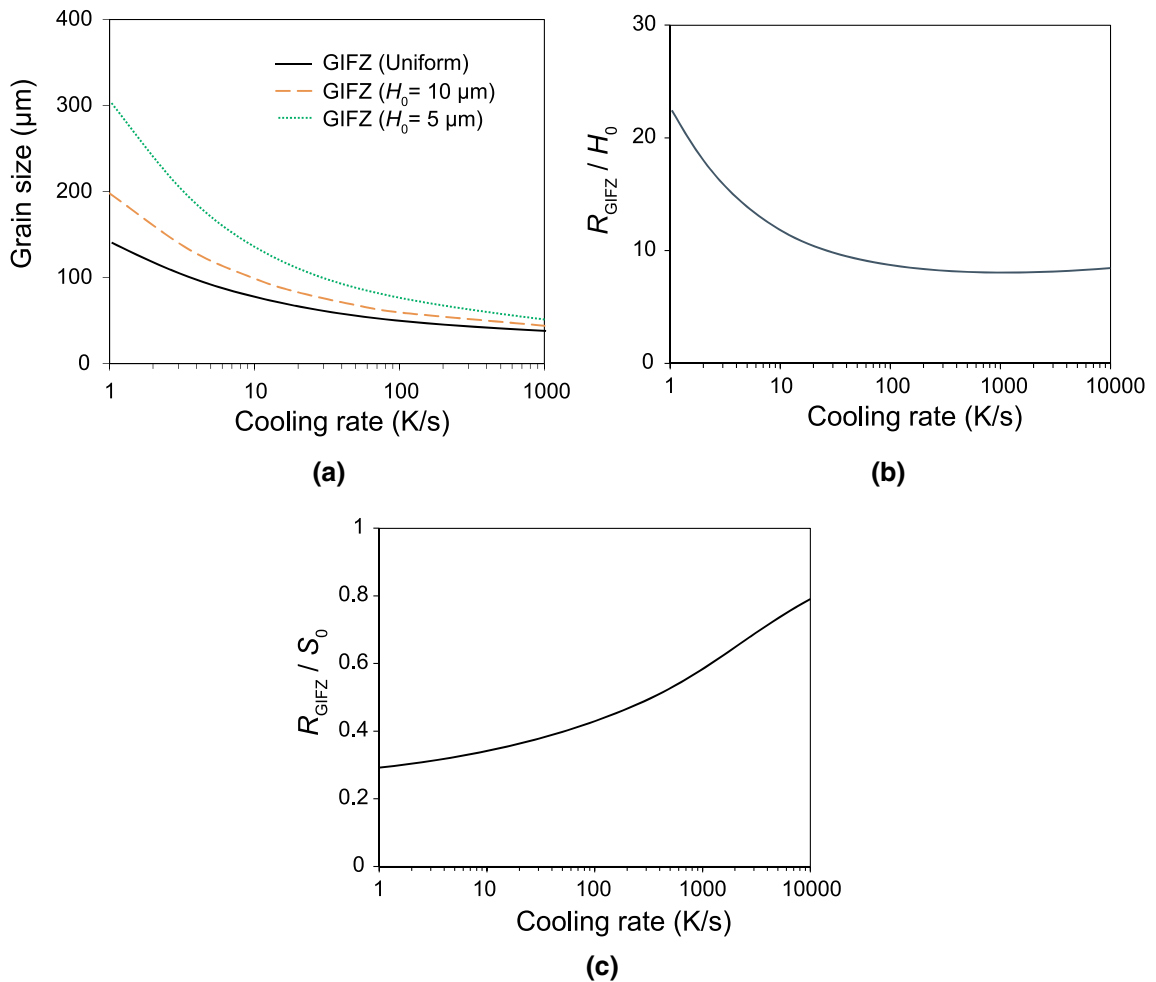 400
300
200
100
0
Grain size (µm)
GIFZ (Uniform)
GIFZ (H0= 10 µm)
GIFZ (H0= 5 µm)
1 10 100 1000
Cooling rate (K/s)
(a)
30
20
10
0
RGIFZ / H0
1 10 100 1000 10000
Cooling rate (K/s)
(b)
1
0.8
0.6
0.4
0.2
0
RGIFZ / S0
1 10 100 1000 10000
Cooling rate (K/s)
(c)